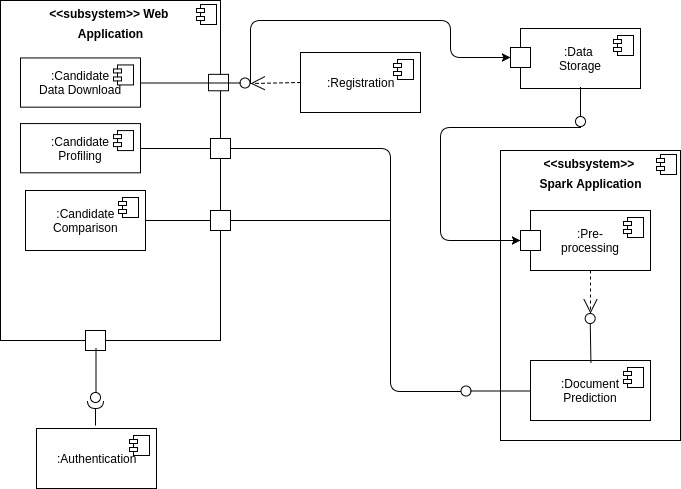 <<subsystem>> Web
Application
:Candidate
Data Download
:Candidate
Profiling
:Candidate
Comparison
:Registration
:Data
Storage
<<subsystem>>
Spark Application
:Pre-
processing
:Document
Prediction
:Authentication